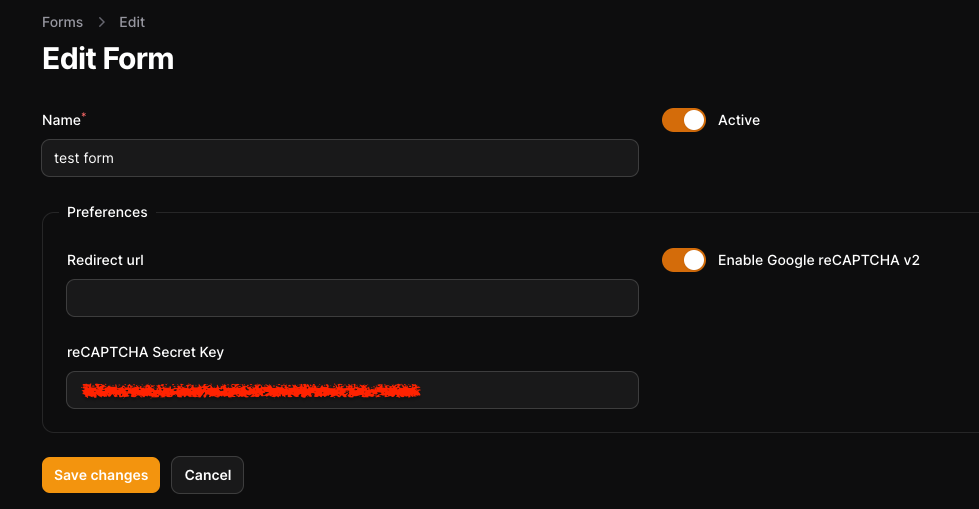 Forms > Edit
Edit Form
Name* Active
test form
Preferences
Redirect url Enable Google reCAPTCHA v2
reCAPTCHA Secret Key
Save changes Cancel